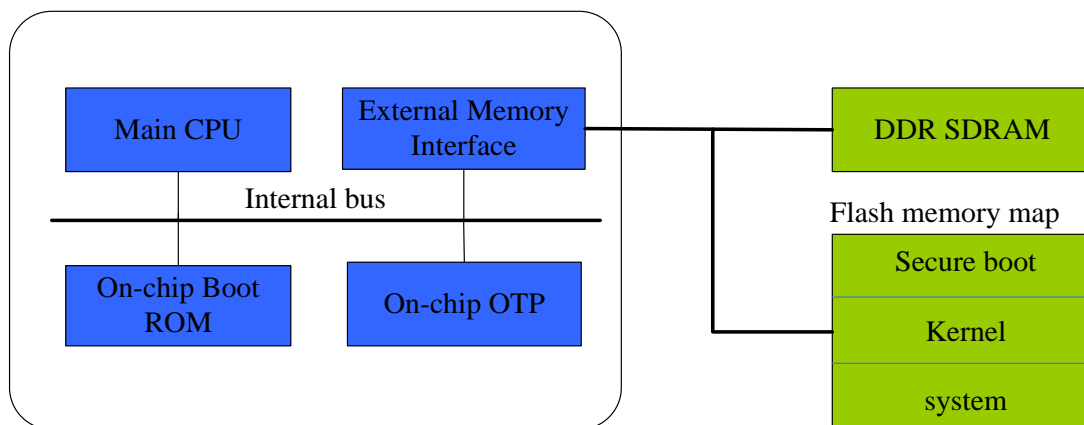 Main CPU
External Memory
Interface
DDR SDRAM
Internal bus
Flash memory map
On-chip Boot
ROM
On-chip OTP
Secure boot
Kernel
system